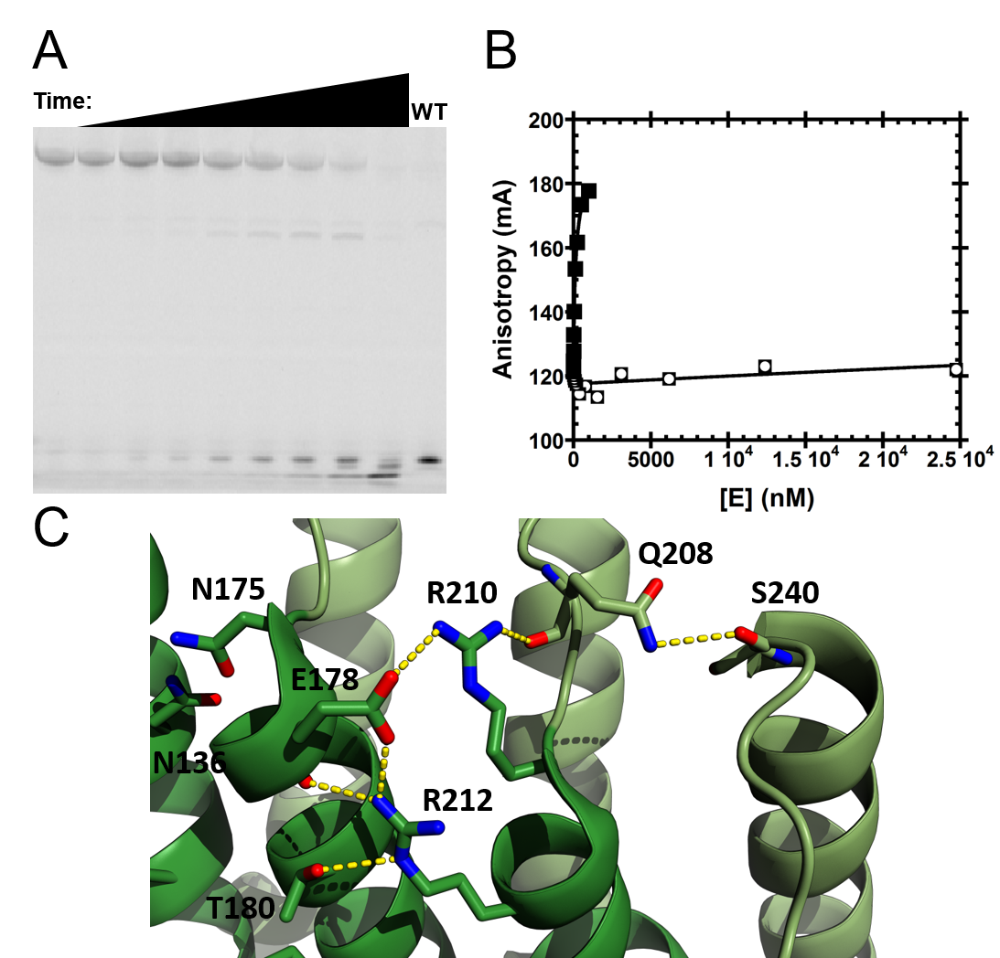 A
B
Time:
WT
200
180
160
140
120
100
Anisotropy (mA)
0
5000
1 10⁴
1.5 10⁴
2 10⁴
2.5 10⁴
[E] (nM)
C
Q208
N175
R210
S240
E178
N136
R212
T180